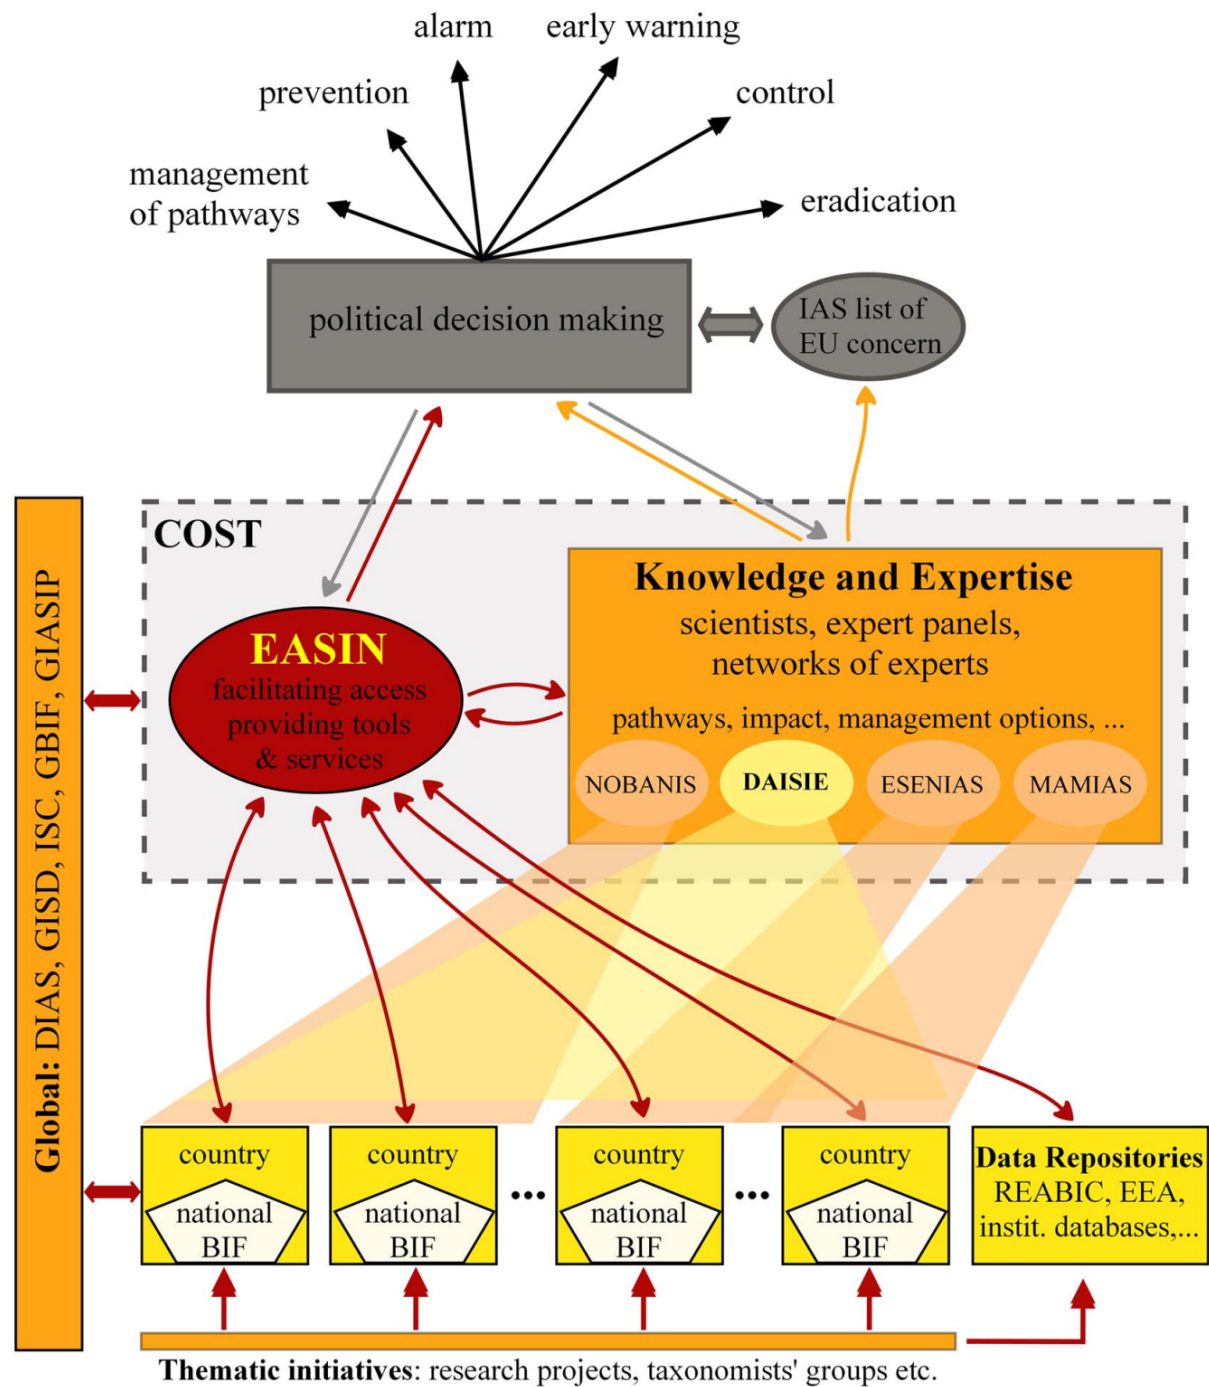 alarm
early warning
prevention
control
management
of pathways
eradication
political decision making
IAS list of
EU concern
COST
Global: DIAS, GISD, ISC, GBIF, GIASIP
EASIN
facilitating access
providing tools
& services
Knowledge and Expertise
scientists, expert panels,
networks of experts
pathways, impact, management options, ...
NOBANIS
DAISIE
ESENIAS
MAMIAS
country
national
BIF
country
national
BIF
...
country
national
BIF
...
country
national
BIF
Data Repositories
REABIC, EEA,
instit. databases,...
Thematic initiatives: research projects, taxonomists' groups etc.